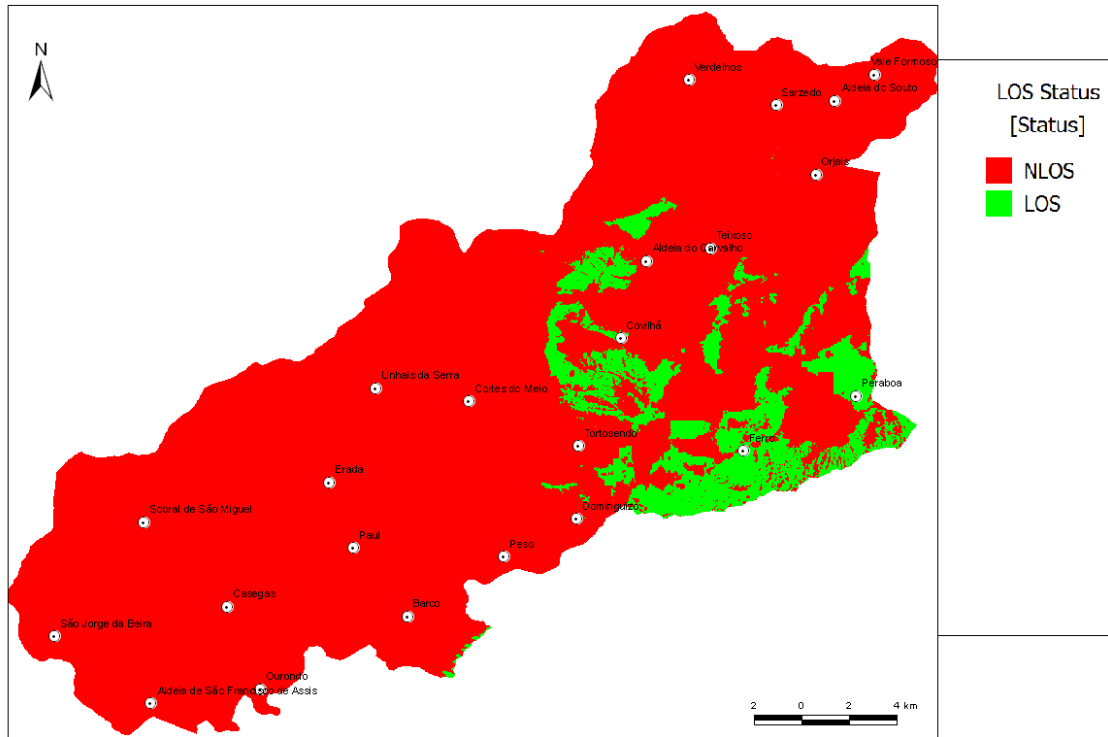 N
Verdelhos
Vale Formoso
Sarzedo
Aldeia do Souto
Orjais
Teixoso
Aldeia do Carvalho
Covilhã
Unhais da Serra
Cortes do Meio
Peraboa
Tortosendo
Ferro
Erada
Sobral de São Miguel
Dominguizo
Paul
Peso
Casegas
Barco
São Jorge da Beira
Ourondo
Aldeia de São Francisco de Assis
2 0 2 4 km
LOS Status
[Status]
NLOS
LOS